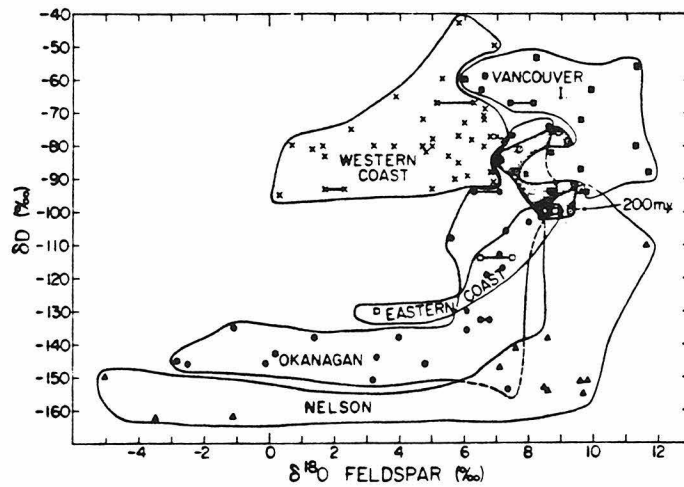 -40
-50
-60
-70
-80
-90
-100
-110
-120
-130
-140
-150
-160
δD (‰)
VANCOUVER
I.
WESTERN
COAST
200my
EASTERN
COAST
OKANAGAN
NELSON
-4
-2
0
2
4
6
8
10
12
δ¹⁸O FELDSPAR (‰)